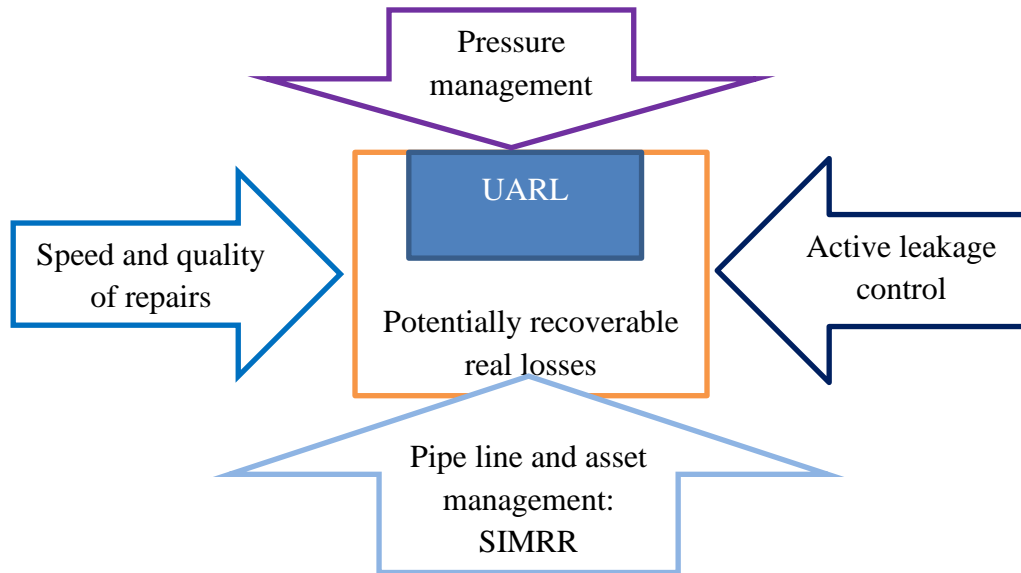 Pressure
management
UARL
Speed and quality
of repairs
Active leakage
control
Potentially recoverable
real losses
Pipe line and asset
management:
SIMRR